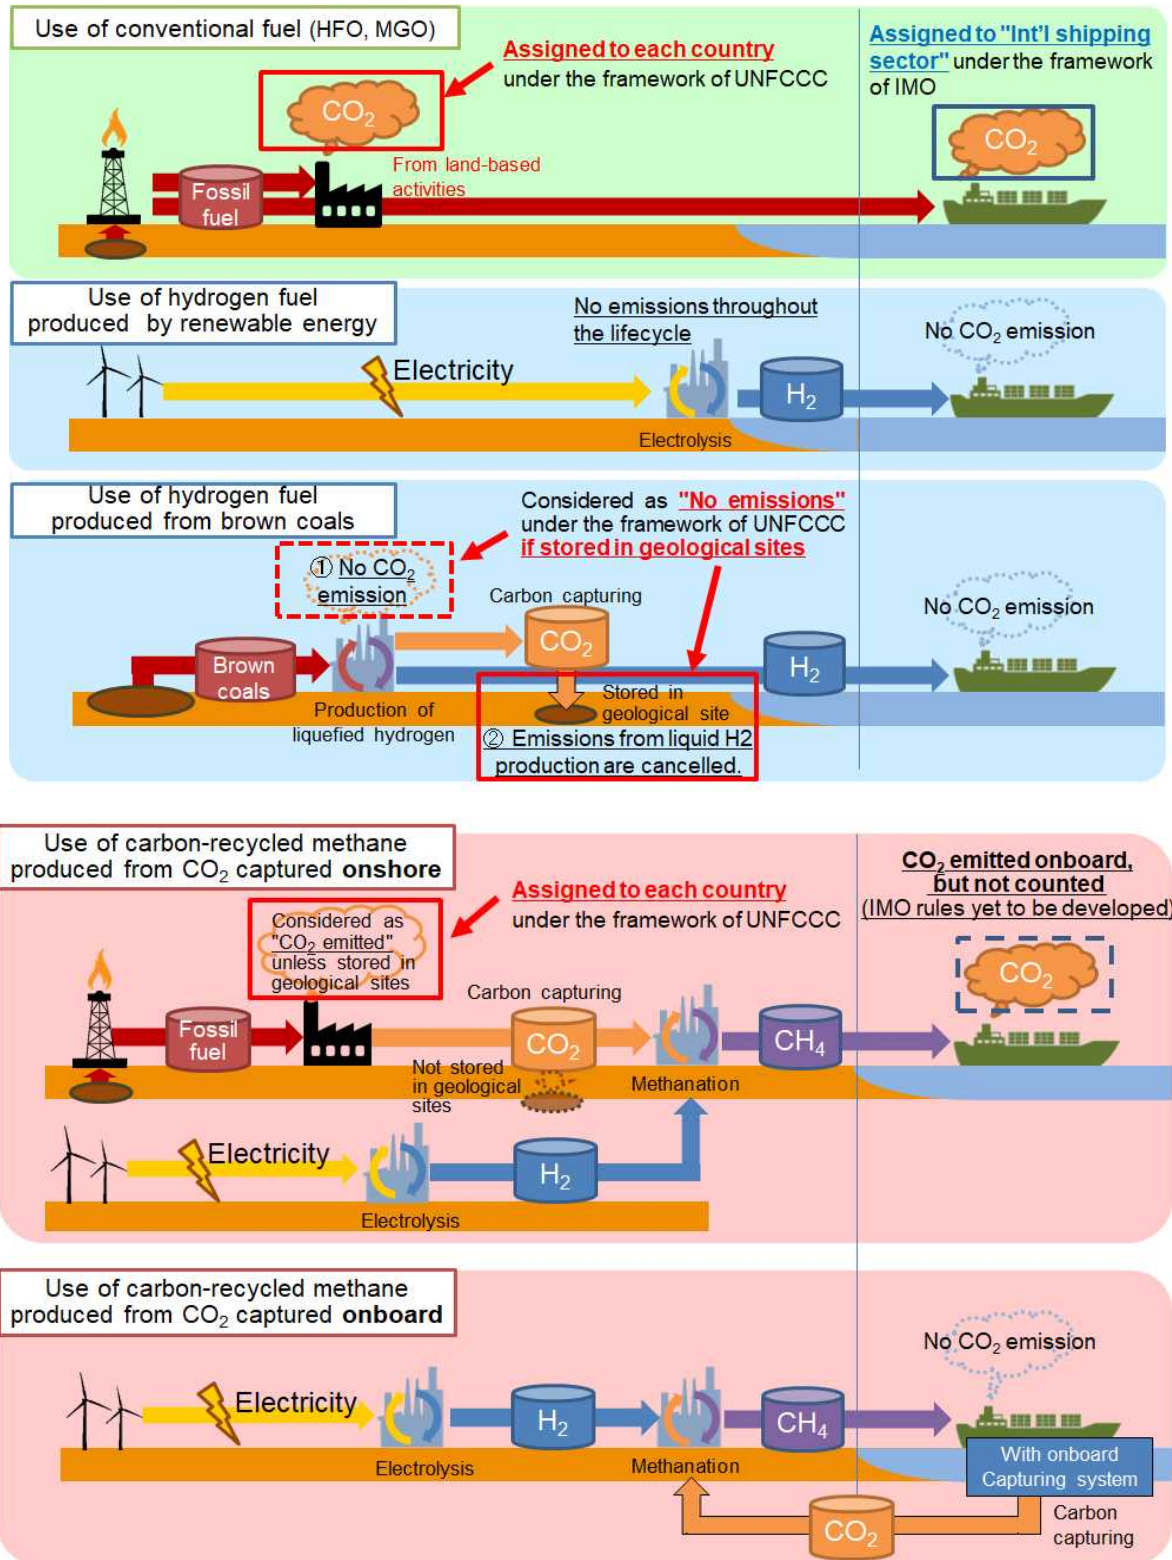 Use of conventional fuel (HFO, MGO)
Assigned to each country
under the framework of UNFCCC
Assigned to "Int'l shipping
sector" under the framework
of IMO
CO2
CO2
From land-based
activities
Fossil
fuel
Use of hydrogen fuel
produced by renewable energy
No emissions throughout
the lifecycle
No CO2 emission
Electricity
H2
Electrolysis
Use of hydrogen fuel
produced from brown coals
Considered as "No emissions"
under the framework of UNFCCC
if stored in geological sites
① No CO2
emission
Carbon capturing
No CO2 emission
CO2
Brown
coals
H2
Production of
liquefied hydrogen
Stored in
geological site
② Emissions from liquid H2
production are cancelled.
Use of carbon-recycled methane
produced from CO2 captured onshore
Assigned to each country
under the framework of UNFCCC
CO2 emitted onboard,
but not counted
(IMO rules yet to be developed)
Considered as
"CO2 emitted"
unless stored in
geological sites
CO2
Carbon capturing
Fossil
fuel
CO2
CH4
Not stored
in geological
sites
Methanation
Electricity
H2
Electrolysis
Use of carbon-recycled methane
produced from CO2 captured onboard
No CO2 emission
Electricity
H2
CH4
Electrolysis
Methanation
With onboard
Capturing system
CO2
Carbon
capturing